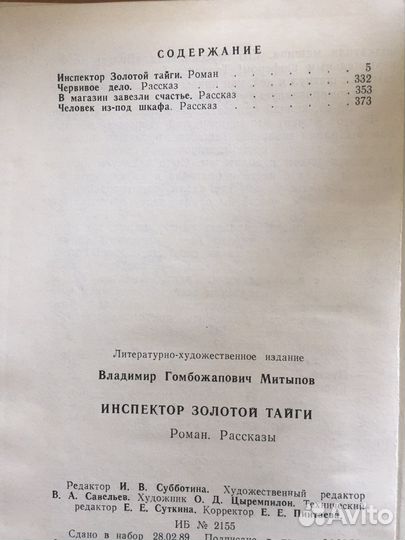 СОДЕРЖАНИЕ
Инспектор Золотой тайги. Роман . . . . . . . 5
Червивое дело. Рассказ . . . . . . . . 332
В магазин завезли счастье. Рассказ . . . . . . 353
Человек из-под шкафа. Рассказ . . . . . . . 373
Литературно-художественное издание
Владимир Гомбожапович Митыпов
ИНСПЕКТОР ЗОЛОТОЙ ТАЙГИ
Роман. Рассказы
Редактор И. В. Субботина. Художественный редактор
В. А. Савельев. Художник О. Д. Цыремпилон. Технический
редактор Е. Е. Суткина. Корректор Е. Е.
ИБ № 2155
Сдано в набор 28.02.89.
Avito